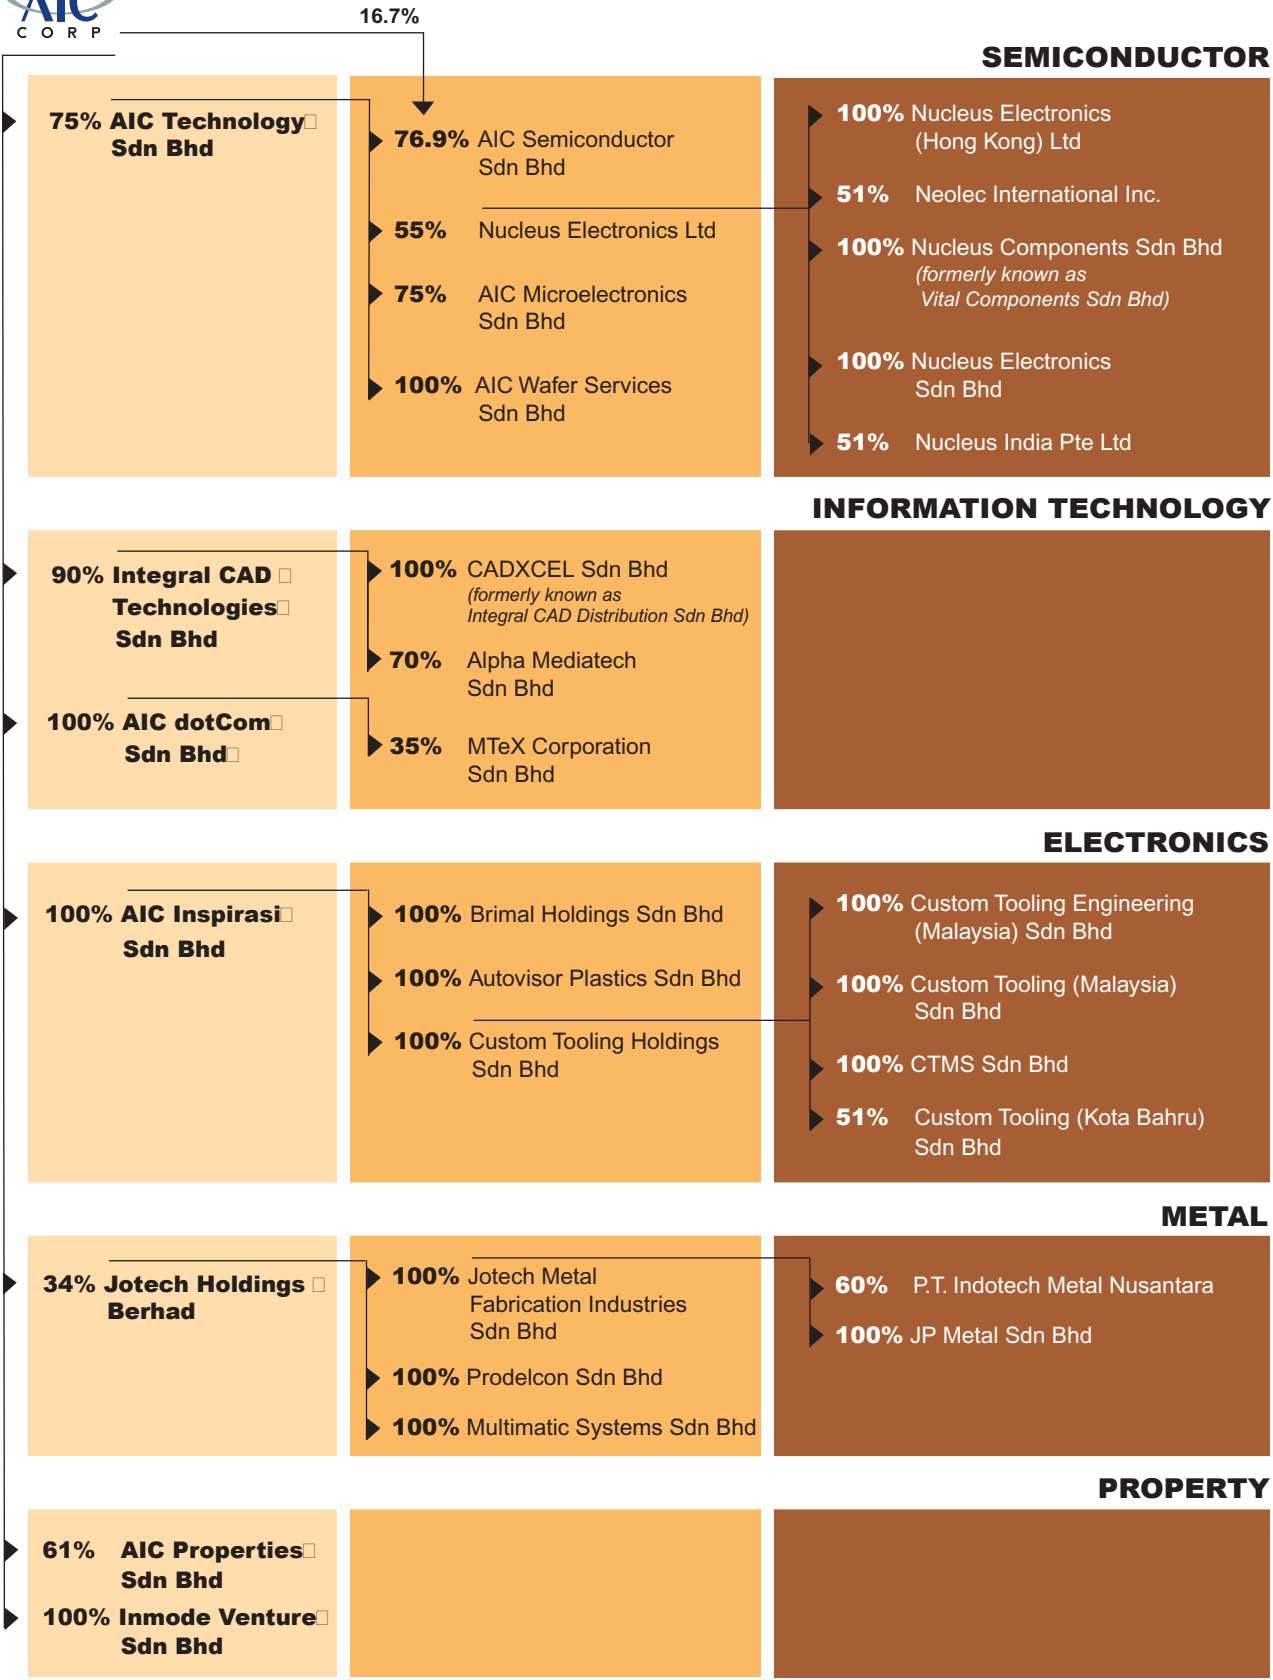 AIC
CORP
16.7%
SEMICONDUCTOR
75% AIC Technology
Sdn Bhd
76.9% AIC Semiconductor
Sdn Bhd
55% Nucleus Electronics Ltd
75% AIC Microelectronics
Sdn Bhd
100% AIC Wafer Services
Sdn Bhd
100% Nucleus Electronics
(Hong Kong) Ltd
51% Neolec International Inc.
100% Nucleus Components Sdn Bhd
(formerly known as
Vital Components Sdn Bhd)
100% Nucleus Electronics
Sdn Bhd
51% Nucleus India Pte Ltd
INFORMATION TECHNOLOGY
90% Integral CAD
Technologies
Sdn Bhd
100% AIC dotCom
Sdn Bhd
100% CADXCEL Sdn Bhd
(formerly known as
Integral CAD Distribution Sdn Bhd)
70% Alpha Mediatech
Sdn Bhd
35% MTeX Corporation
Sdn Bhd
ELECTRONICS
100% AIC Inspirasi
Sdn Bhd
100% Brimal Holdings Sdn Bhd
100% Autovisor Plastics Sdn Bhd
100% Custom Tooling Holdings
Sdn Bhd
100% Custom Tooling Engineering
(Malaysia) Sdn Bhd
100% Custom Tooling (Malaysia)
Sdn Bhd
100% CTMS Sdn Bhd
51% Custom Tooling (Kota Bahru)
Sdn Bhd
METAL
34% Jotech Holdings
Berhad
100% Jotech Metal
Fabrication Industries
Sdn Bhd
100% Prodelcon Sdn Bhd
100% Multimatic Systems Sdn Bhd
60% P.T. Indotech Metal Nusantara
100% JP Metal Sdn Bhd
PROPERTY
61% AIC Properties
Sdn Bhd
100% Inmode Venture
Sdn Bhd